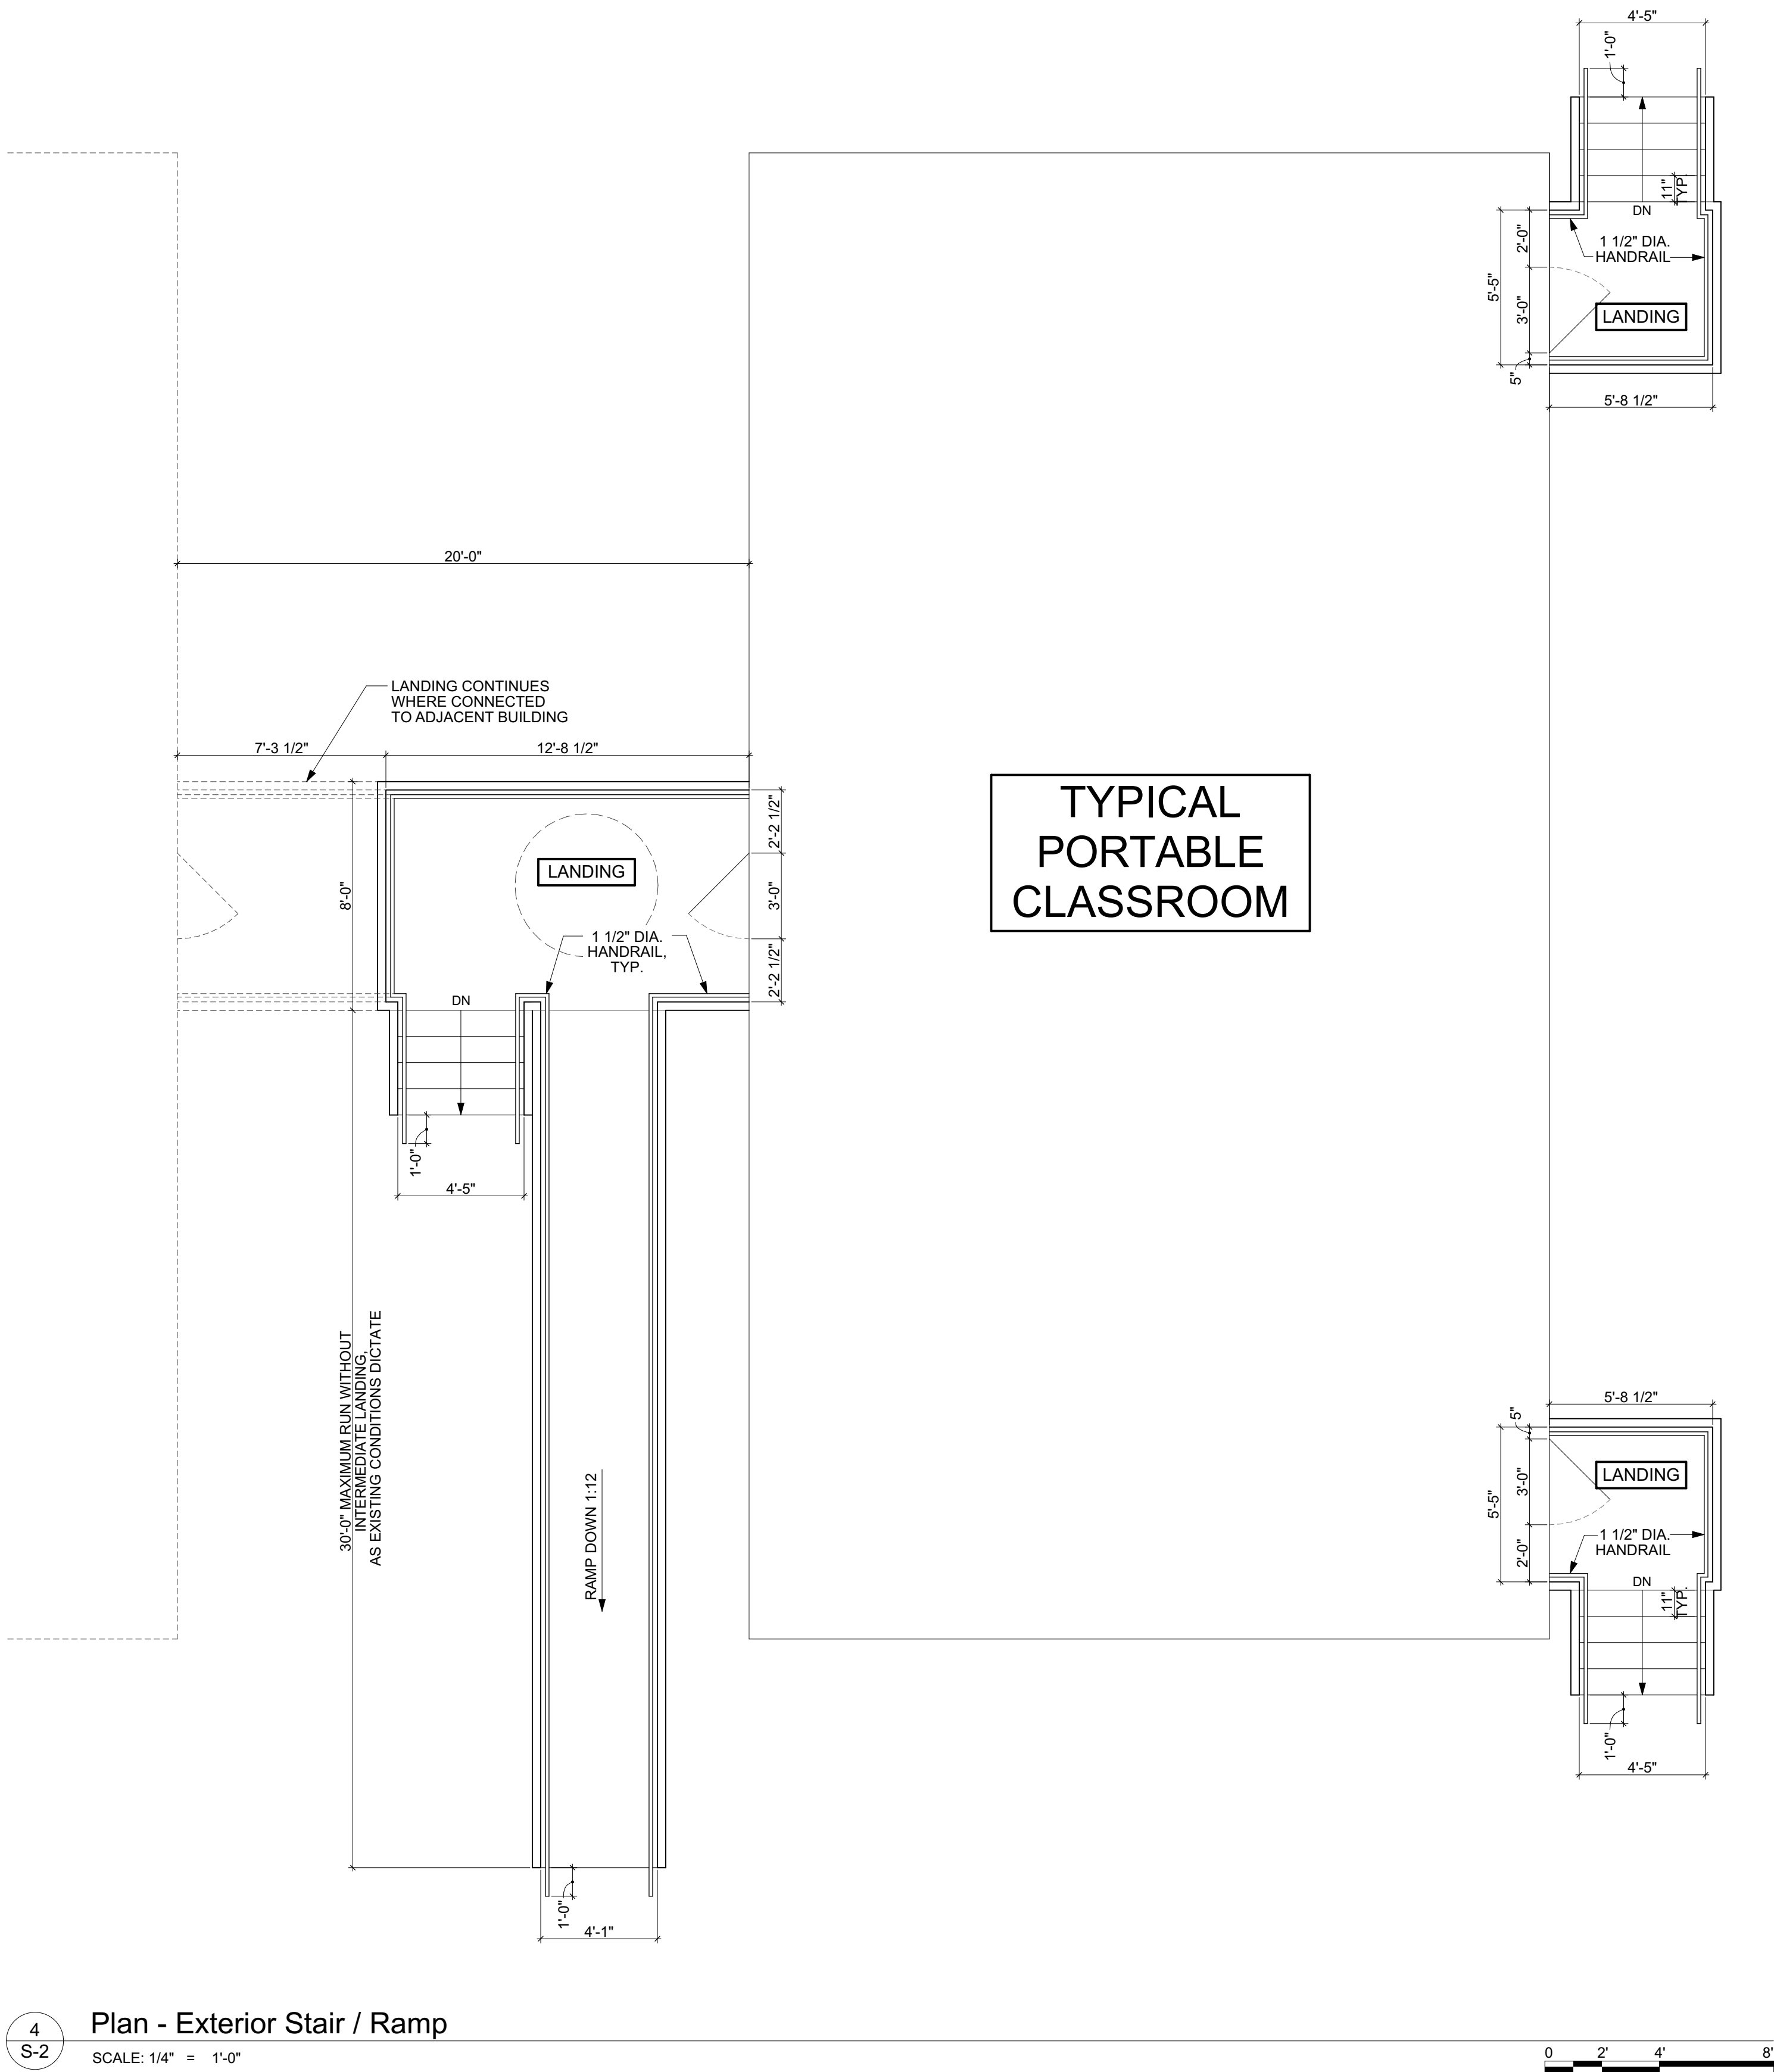 4'-5"
1'-0"
11"
TYP.
DN
2'-0"
1 1/2" DIA.
HANDRAIL
5'-5"
3'-0"
LANDING
5"
5'-8 1/2"
20'-0"
LANDING CONTINUES
WHERE CONNECTED
TO ADJACENT BUILDING
7'-3 1/2"
12'-8 1/2"
2'-2 1/2"
TYPICAL
PORTABLE
CLASSROOM
LANDING
8'-0"
3'-0"
1 1/2" DIA.
HANDRAIL,
TYP.
2'-2 1/2"
DN
1'-0"
4'-5"
30'-0" MAXIMUM RUN WITHOUT
INTERMEDIATE LANDING,
AS EXISTING CONDITIONS DICTATE
RAMP DOWN 1:12
5'-8 1/2"
5"
LANDING
3'-0"
5'-5"
1 1/2" DIA.
HANDRAIL
2'-0"
DN
11"
TYP.
1'-0"
4'-5"
1'-0"
4'-1"
4
S-2
Plan - Exterior Stair / Ramp
SCALE: 1/4" = 1'-0"
0 2' 4' 8'